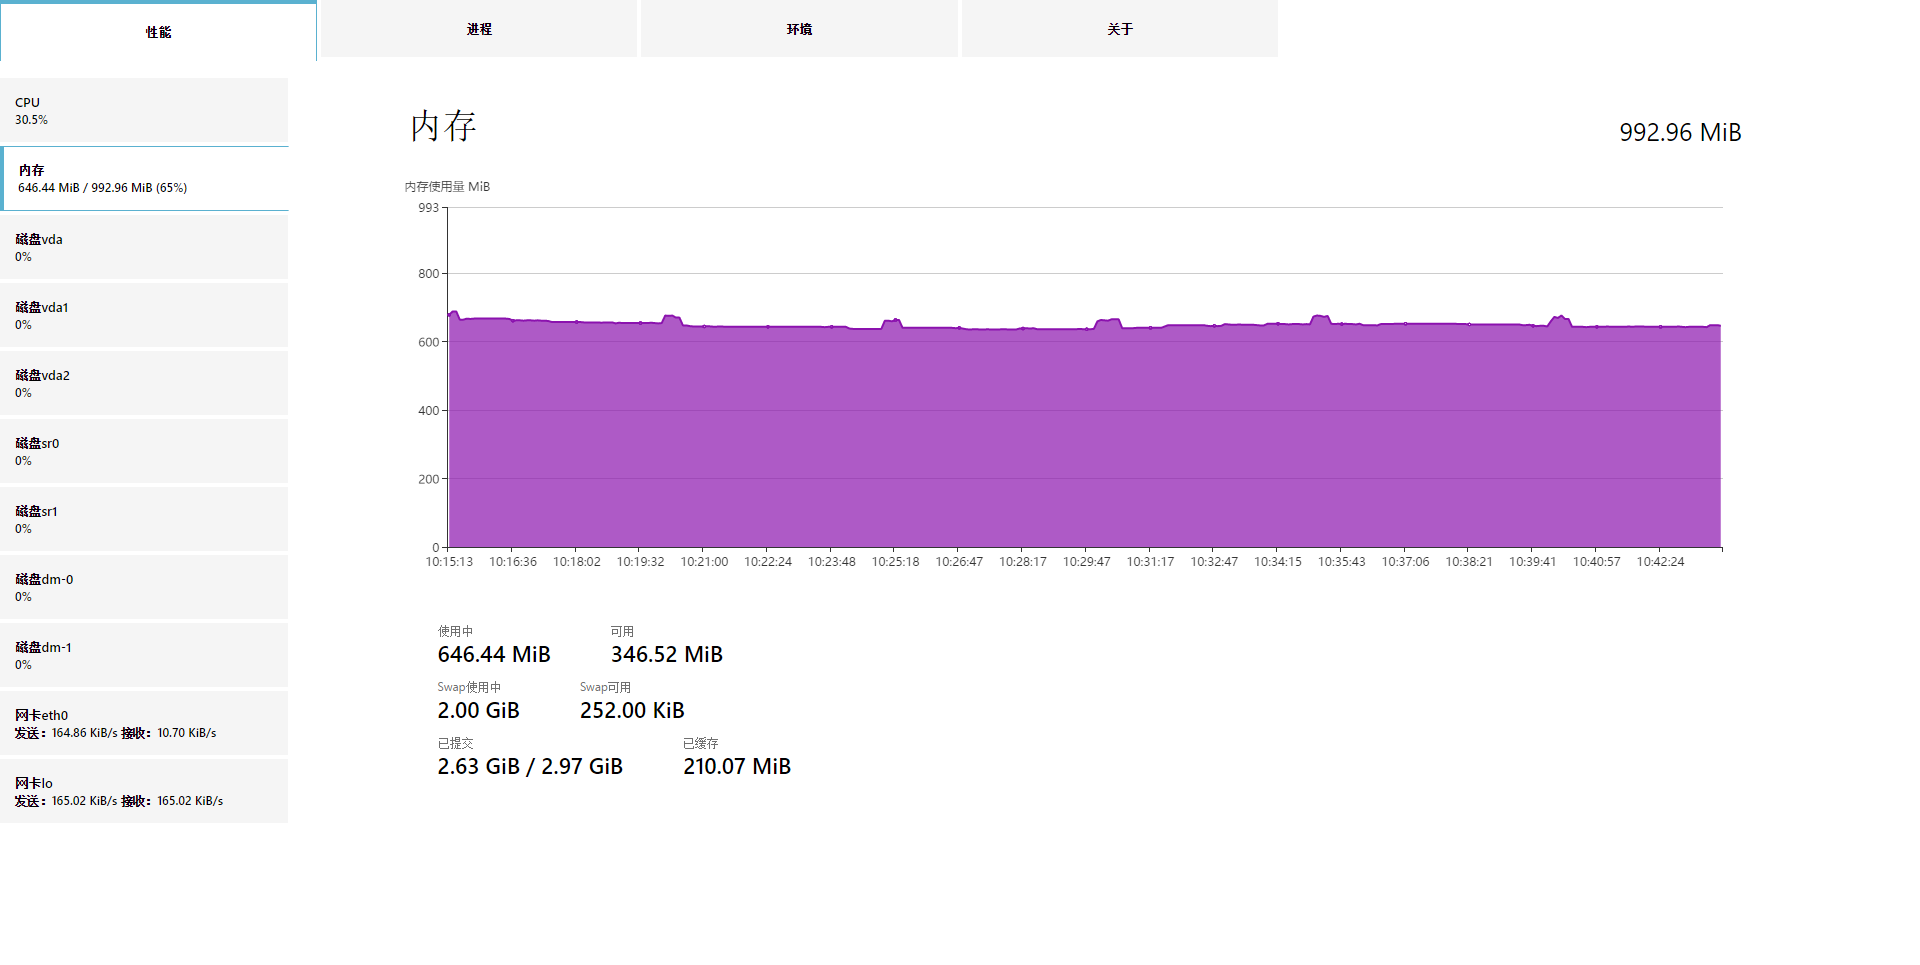 性能
进程
环境
关于
CPU
30.5%
内存
646.44 MiB / 992.96 MiB (65%)
磁盘vda
0%
磁盘vda1
0%
磁盘vda2
0%
磁盘sr0
0%
磁盘sr1
0%
磁盘dm-0
0%
磁盘dm-1
0%
网卡eth0
发送：164.86 KiB/s 接收：10.70 KiB/s
网卡lo
发送：165.02 KiB/s 接收：165.02 KiB/s
内存
992.96 MiB
内存使用量 MiB
993
800
600
400
200
0
10:15:13 10:16:36 10:18:02 10:19:32 10:21:00 10:22:24 10:23:48 10:25:18 10:26:47 10:28:17 10:29:47 10:31:17 10:32:47 10:34:15 10:35:43 10:37:06 10:38:21 10:39:41 10:40:57 10:42:24
使用中 可用
646.44 MiB 346.52 MiB
Swap使用中 Swap可用
2.00 GiB 252.00 KiB
已提交 已缓存
2.63 GiB / 2.97 GiB 210.07 MiB